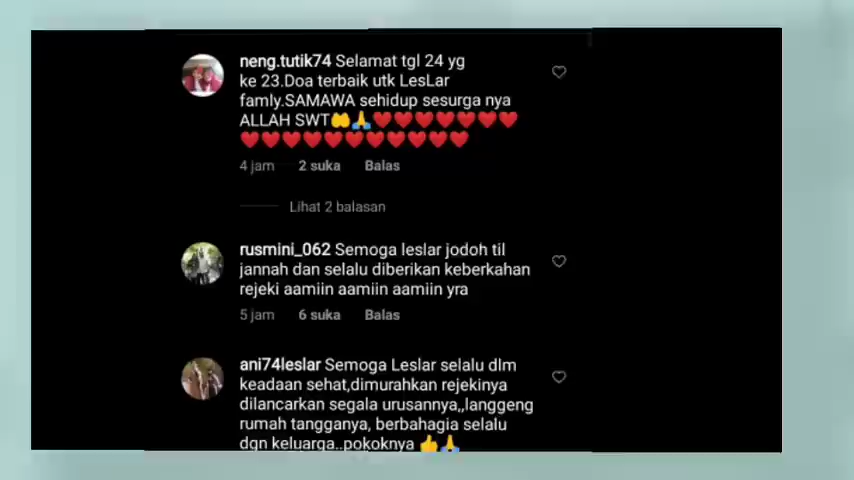 neng.tutik74 Selamat tgl 24 yg
ke 23.Doa terbaik utk LesLar
famly.SAMAWA sehidup sesurga nya
ALLAH SWT🤲🙏❤️❤️❤️❤️❤️❤️❤️
❤️❤️❤️❤️❤️❤️❤️❤️❤️❤️❤️
4 jam 2 suka Balas
Lihat 2 balasan
rusmini_062 Semoga leslar jodoh til
jannah dan selalu diberikan keberkahan
rejeki aamiin aamiin aamiin yra
5 jam 6 suka Balas
ani74leslar Semoga Leslar selalu dlm
keadaan sehat,dimurahkan rejekinya
dilancarkan segala urusannya,,langgeng
rumah tangganya, berbahagia selalu
dgn keluarga..pokoknya 👍🙏